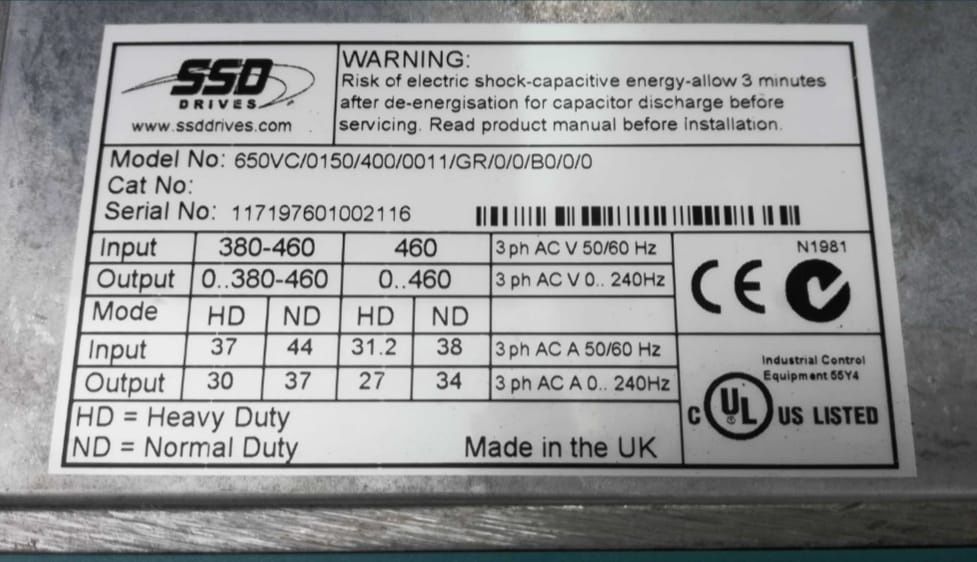 SSD
DRIVES
www.ssddrives.com
WARNING:
Risk of electric shock-capacitive energy-allow 3 minutes
after de-energisation for capacitor discharge before
servicing. Read product manual before Installation.
Model No: 650VC/0150/400/0011/GR/0/0/B0/0/0
Cat No:
Serial No: 117197601002116
Input 380-460 460 3 ph AC V 50/60 Hz
Output 0..380-460 0..460 3 ph AC V 0.. 240Hz
Mode HD ND HD ND
Input 37 44 31.2 38 3 ph AC A 50/60 Hz
Output 30 37 27 34 3 ph AC A 0.. 240Hz
HD = Heavy Duty
ND = Normal Duty
Made in the UK
N1981
CE
Industrial Control
Equipment 55Y4
C UL ® US LISTED